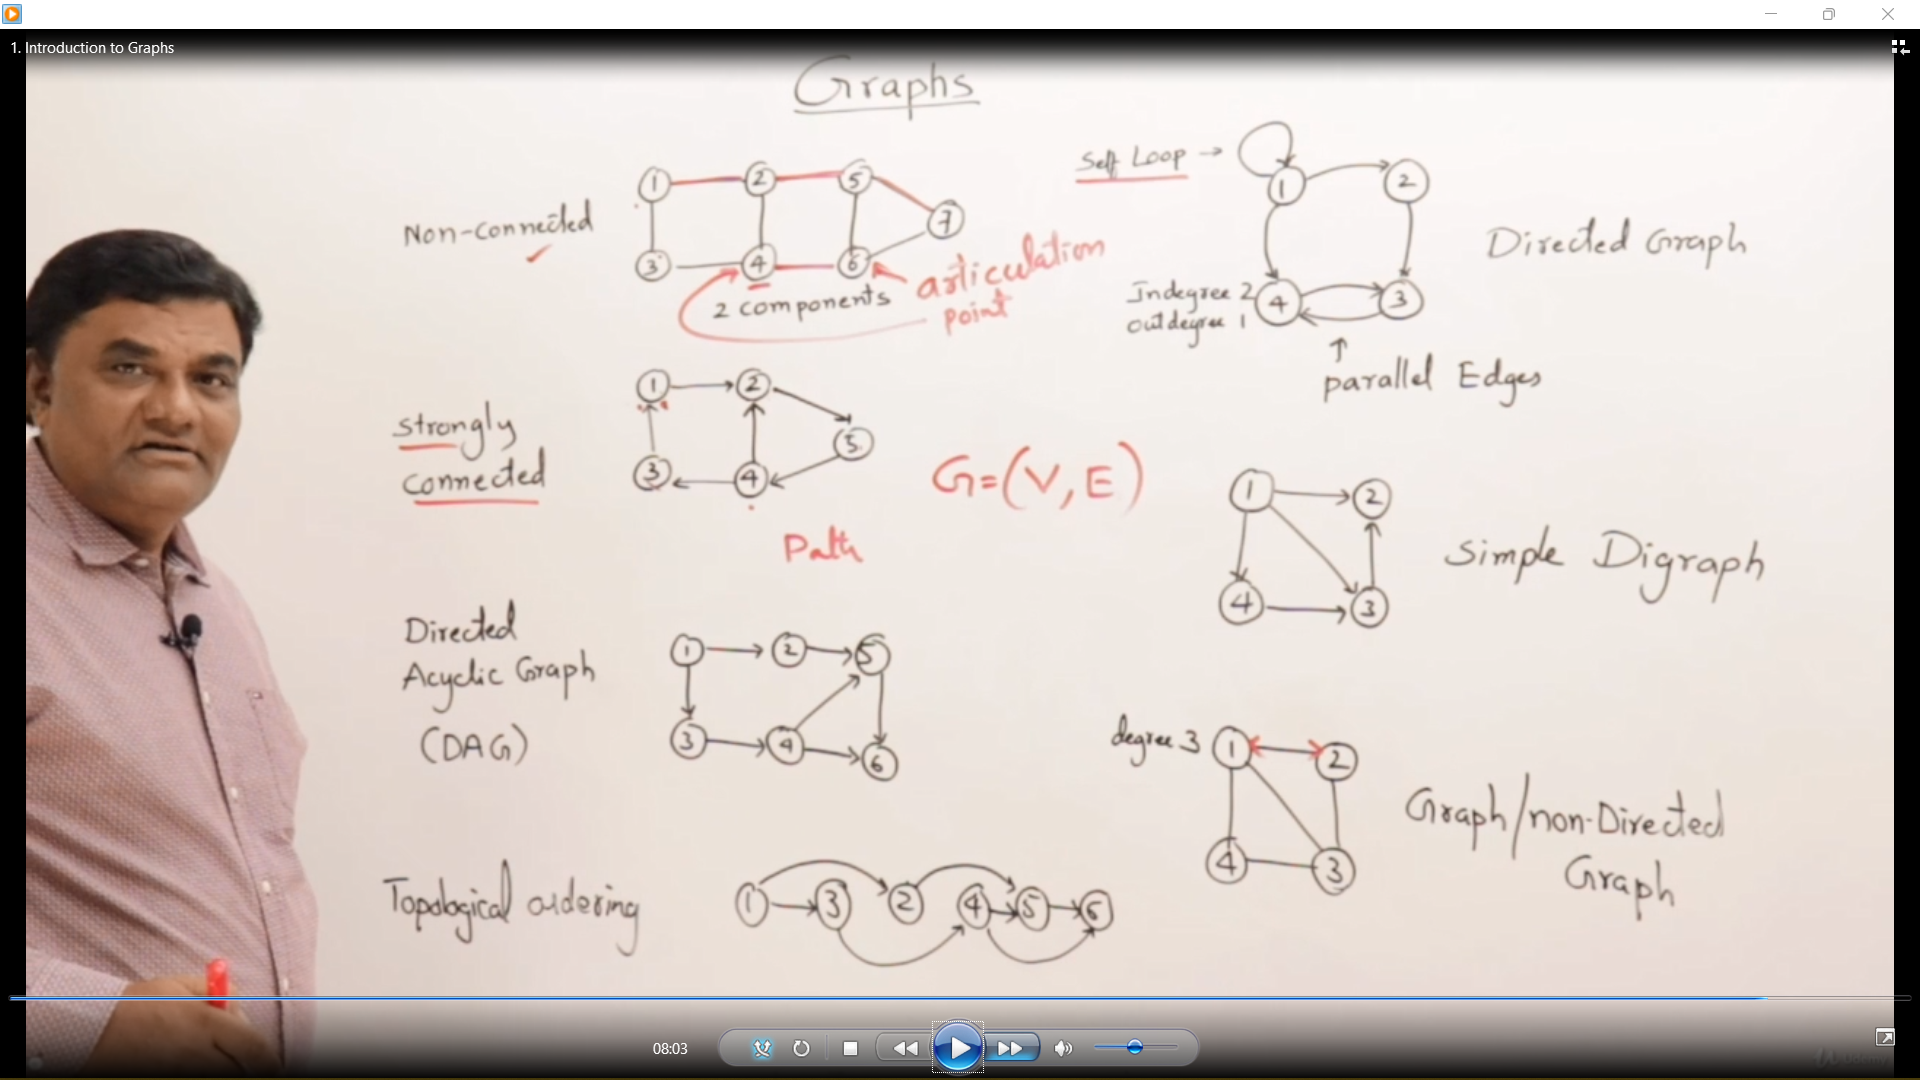 1. Introduction to Graphs
Graphs
Non-connected
1 2 5
7
3 4 6
2 components
articulation
point
Self Loop →
1 2
4 3
Indegree 2
outdegree 1
Directed Graph
parallel Edges
Strongly
connected
1 2
5
3 4
G=(V, E)
Path
1 2
4 3
Simple Digraph
Directed
Acyclic Graph
(DAG)
1 2 5
3 4 6
degree 3
1 2
4 3
Graph/non-Directed
Graph
Topological ordering
1 3 2 4 5 6
08:03
Udemy